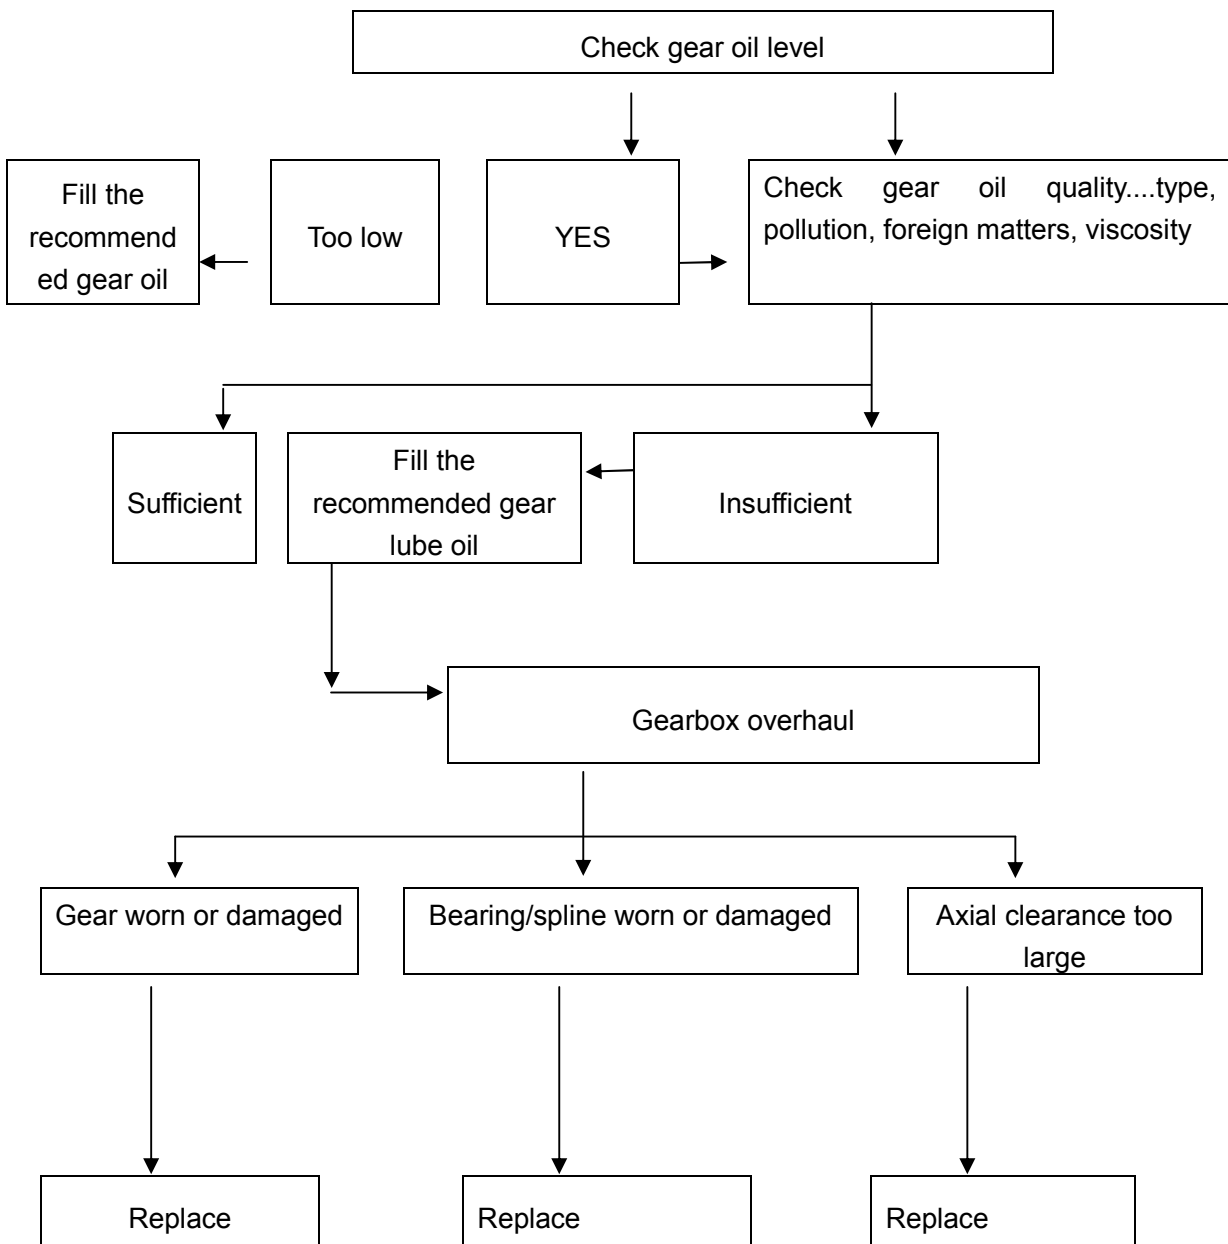 Check gear oil level
Fill the
recommend
ed gear oil
Too low
YES
Check gear oil quality....type,
pollution, foreign matters, viscosity
Sufficient
Fill the
recommended gear
lube oil
Insufficient
Gearbox overhaul
Gear worn or damaged
Bearing/spline worn or damaged
Axial clearance too
large
Replace
Replace
Replace